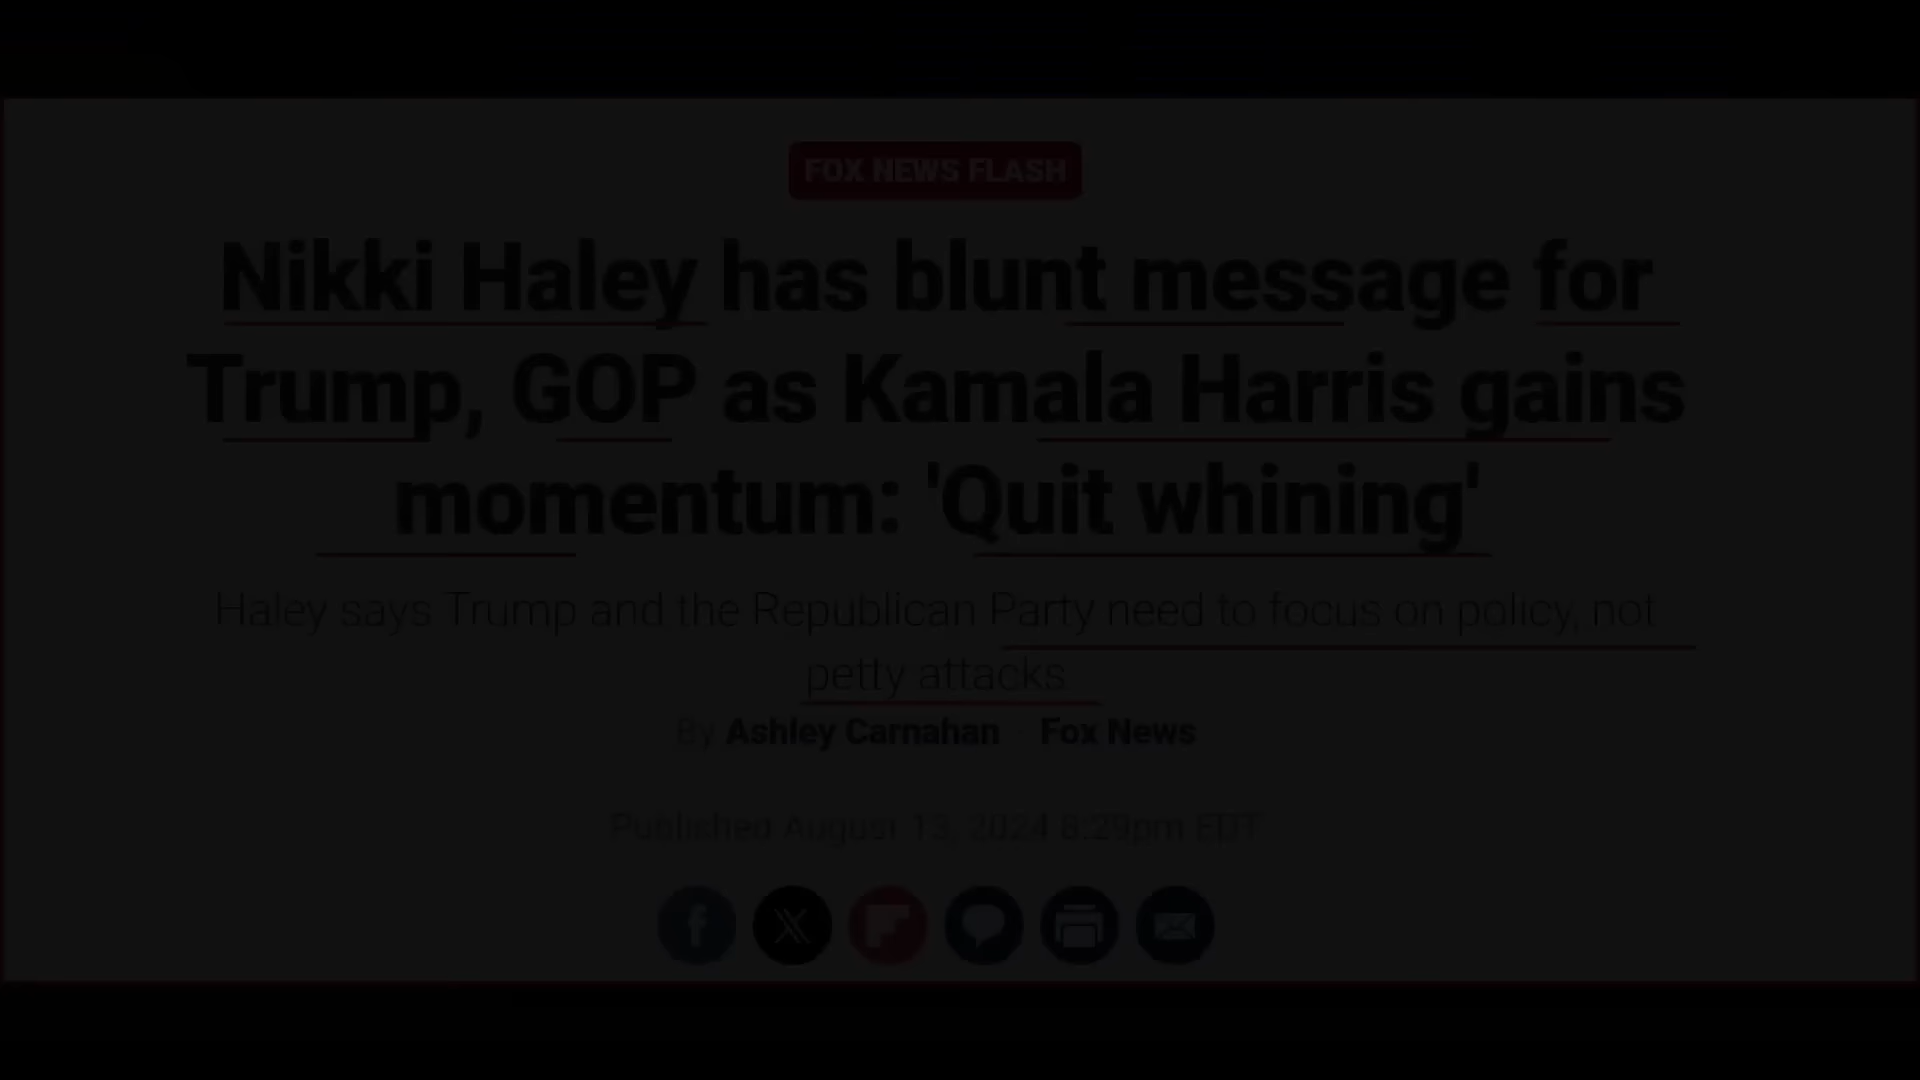 FOX NEWS FLASH
Nikki Haley has blunt message for
Trump, GOP as Kamala Harris gains
momentum: 'Quit whining'
Haley says Trump and the Republican Party need to focus on policy, not
petty attacks
By Ashley Carnahan · Fox News
Published August 13, 2024 8:29pm EDT